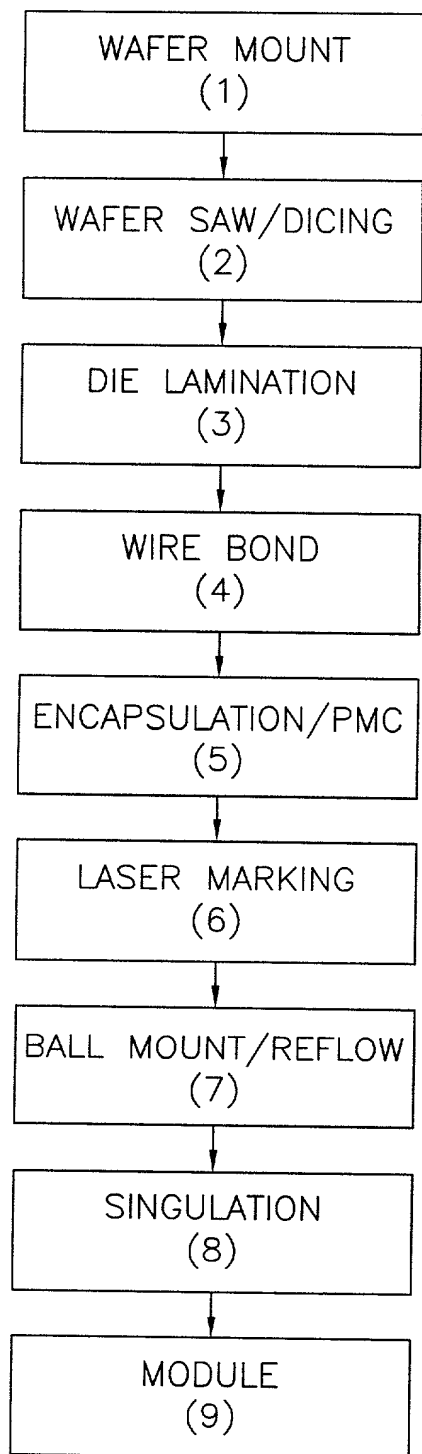 WAFER MOUNT
(1)
WAFER SAW/DICING
(2)
DIE LAMINATION
(3)
WIRE BOND
(4)
ENCAPSULATION/PMC
(5)
LASER MARKING
(6)
BALL MOUNT/REFLOW
(7)
SINGULATION
(8)
MODULE
(9)